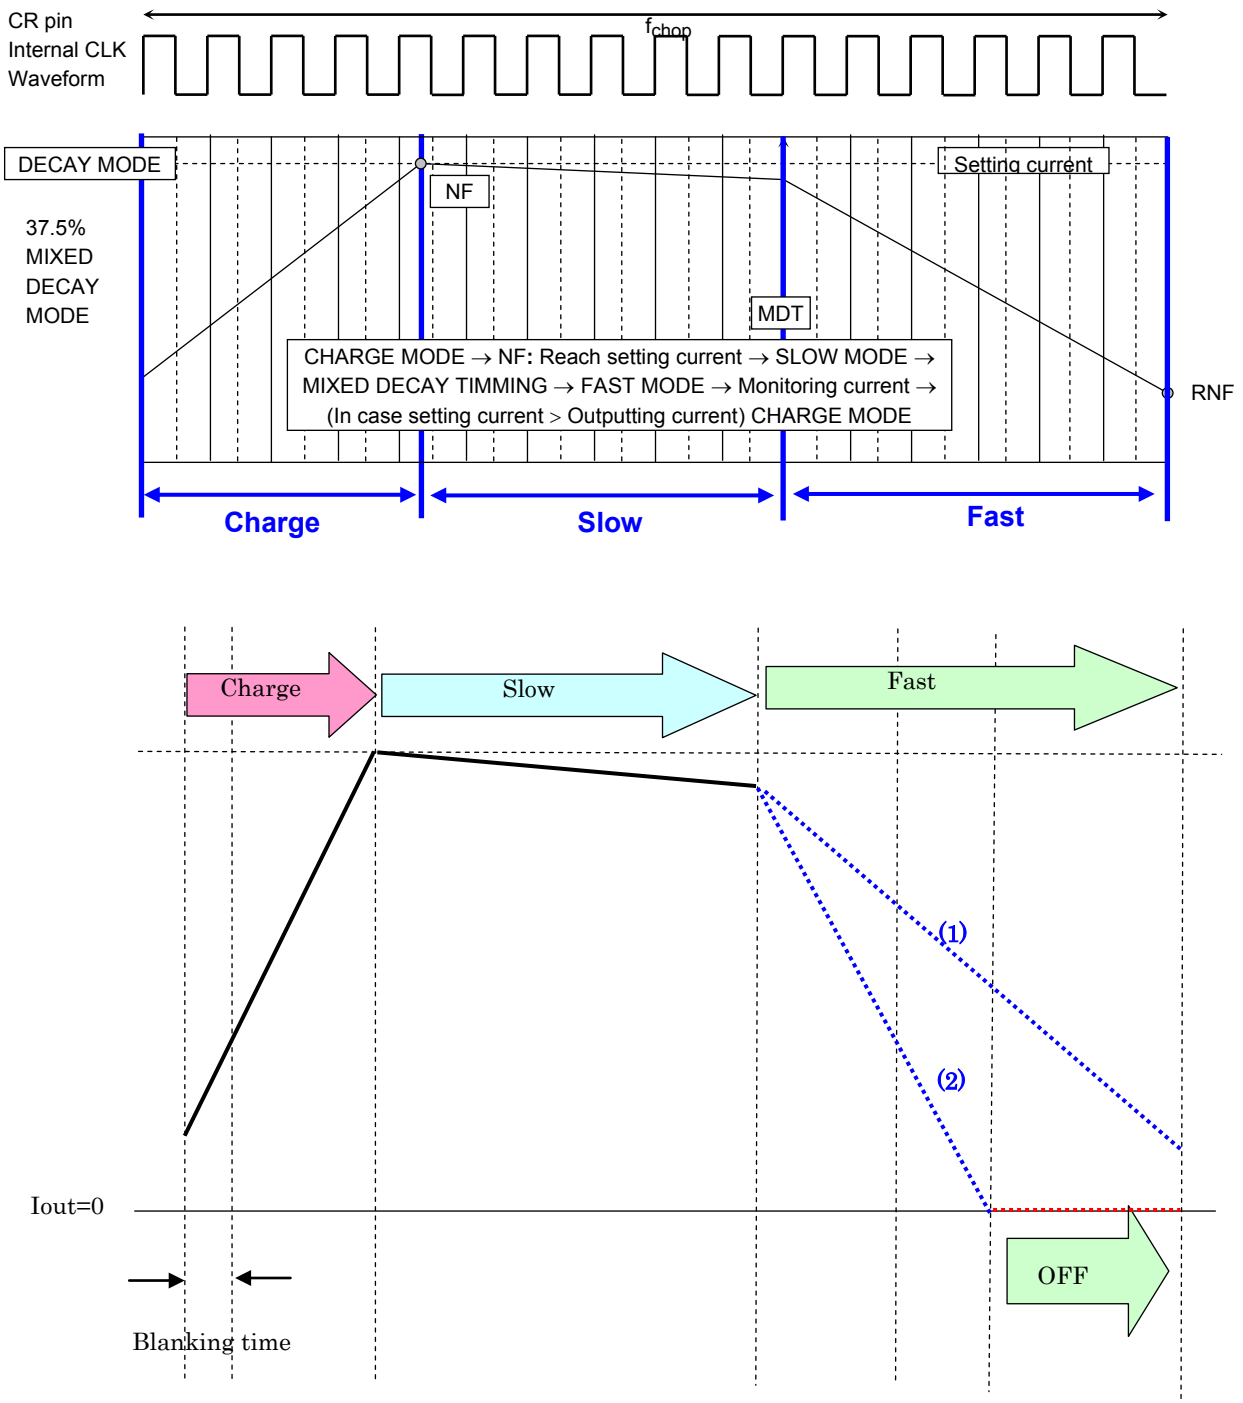 CR pin
Internal CLK
Waveform
fchop
DECAY MODE
Setting current
NF
37.5%
MIXED
DECAY
MODE
MDT
CHARGE MODE → NF: Reach setting current → SLOW MODE →
MIXED DECAY TIMMING → FAST MODE → Monitoring current →
(In case setting current > Outputting current) CHARGE MODE
RNF
Charge
Slow
Fast
Charge
Slow
Fast
(1)
(2)
Iout=0
OFF
Blanking time